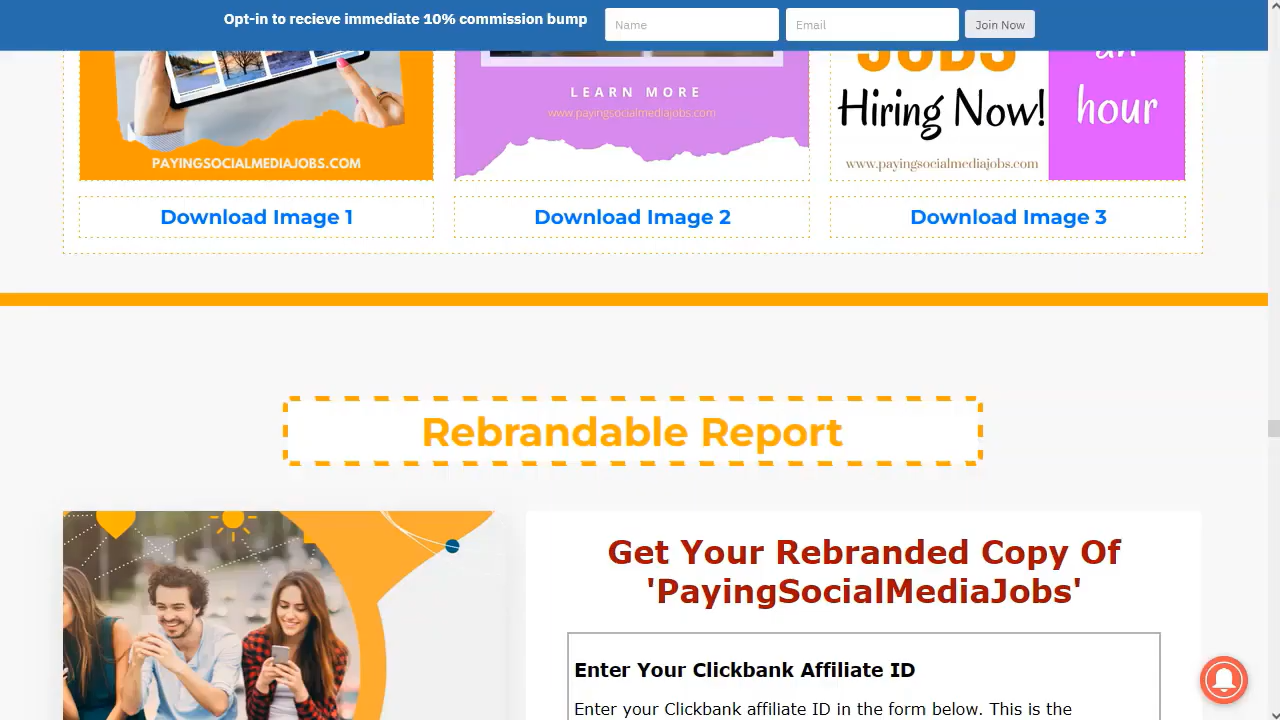 Opt-in to recieve immediate 10% commission bump
Name
Email
Join Now
PAYINGSOCIALMEDIAJOBS.COM
LEARN MORE
www.payingsocialmediajobs.com
JOBS
Hiring Now!
www.payingsocialmediajobs.com
an
hour
Download Image 1
Download Image 2
Download Image 3
Rebrandable Report
Get Your Rebranded Copy Of
'PayingSocialMediaJobs'
Enter Your Clickbank Affiliate ID
Enter your Clickbank affiliate ID in the form below. This is the